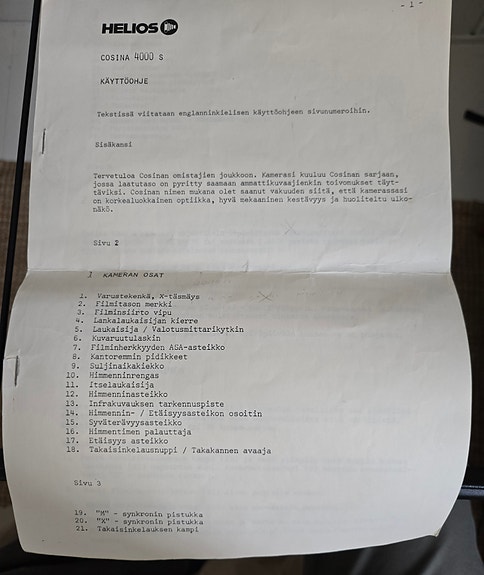 - 1 -
HELIOS
COSINA 4000 S
KÄYTTÖOHJE
Tekstissä viitataan englanninkielisen käyttöohjeen sivunumeroihin.
Sisäkansi
Tervetuloa Cosinan omistajien joukkoon. Kamerasi kuuluu Cosinan sarjaan,
jossa laatutaso on pyritty saamaan ammattikuvaajienkin toivomukset täyt-
täviksi. Cosinan nimen mukana olet saanut vakuuden siitä, että kamerassasi
on korkealuokkainen optiikka, hyvä mekaaninen kestävyys ja huoliteltu ulko-
näkö.
Sivu 2
KAMERAN OSAT
1. Varustekenkä, X-täsmäys
2. Filmitason merkki
3. Filminsiirto vipu
4. Lankalaukaisijan kierre
5. Laukaisija / Valotusmittarikytkin
6. Kuvaruutulaskin
7. Filminherkkyyden ASA-asteikko
8. Kantoremmin pidikkeet
9. Suljinaikakiekko
10. Himmenninrengas
11. Itselaukaisija
12. Himmenninasteikko
13. Infrakuvauksen tarkennuspiste
14. Himmennin- / Etäisyysasteikon osoitin
15. Syväterävyysasteikko
16. Himmentimen palauttaja
17. Etäisyys asteikko
18. Takaisinkelausnuppi / Takakannen avaaja
Sivu 3
19. "M" - synkronin pistukka
20. "X" - synkronin pistukka
21. Takaisinkelauksen kampi